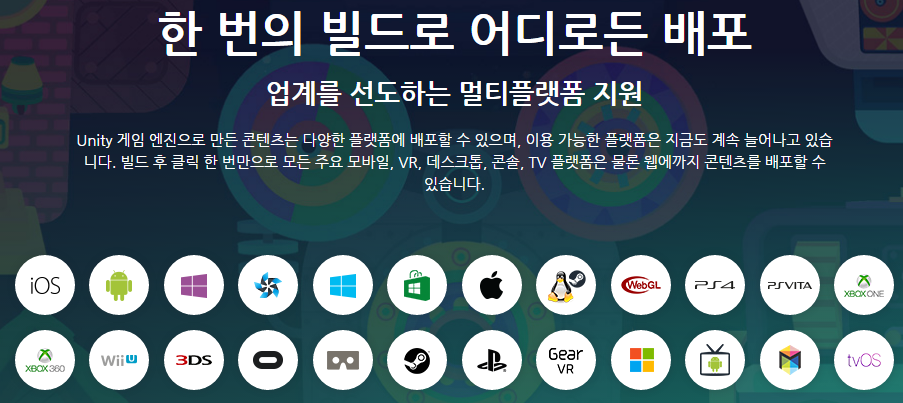 한 번의 빌드로 어디로든 배포
업계를 선도하는 멀티플랫폼 지원
Unity 게임 엔진으로 만든 콘텐츠는 다양한 플랫폼에 배포할 수 있으며, 이용 가능한 플랫폼은 지금도 계속 늘어나고 있습
니다. 빌드 후 클릭 한 번만으로 모든 주요 모바일, VR, 데스크톱, 콘솔, TV 플랫폼은 물론 웹에까지 콘텐츠를 배포할 수
있습니다.
iOS WebGL PS4 PSVITA XBOX ONE
XBOX 360 Wii U 3DS Gear VR tvOS